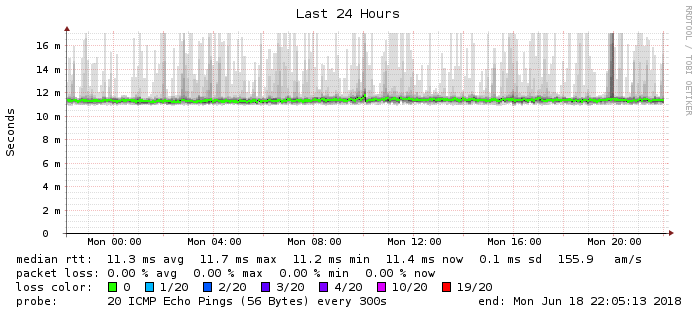 Last 24 Hours
RRDTOOL / TOBI OETIKER
Seconds
16 m
14 m
12 m
10 m
8 m
6 m
4 m
2 m
0
Mon 00:00 Mon 04:00 Mon 08:00 Mon 12:00 Mon 16:00 Mon 20:00
median rtt: 11.3 ms avg 11.7 ms max 11.2 ms min 11.4 ms now 0.1 ms sd 155.9 am/s
packet loss: 0.00 % avg 0.00 % max 0.00 % min 0.00 % now
loss color: 0 1/20 2/20 3/20 4/20 10/20 19/20
probe: 20 ICMP Echo Pings (56 Bytes) every 300s end: Mon Jun 18 22:05:13 2018